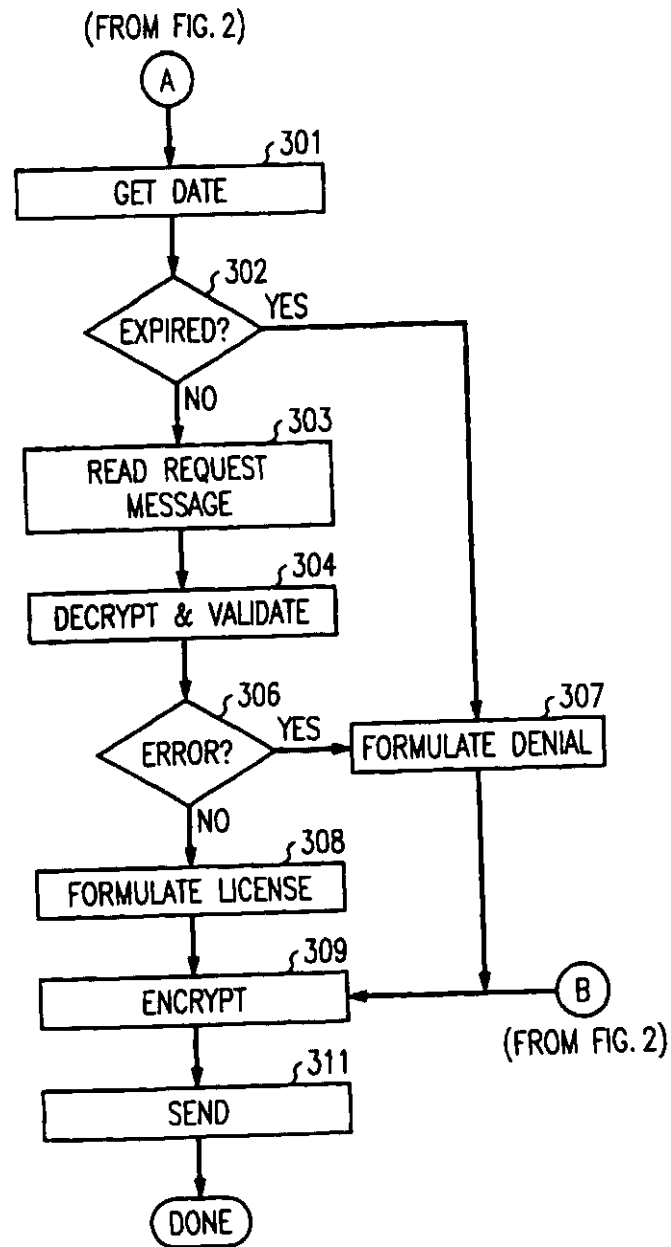 (FROM FIG. 2)
A
301
GET DATE
302
EXPIRED?
YES
NO
303
READ REQUEST
MESSAGE
304
DECRYPT & VALIDATE
306
ERROR?
YES
307
FORMULATE DENIAL
NO
308
FORMULATE LICENSE
309
ENCRYPT
B
(FROM FIG. 2)
311
SEND
DONE